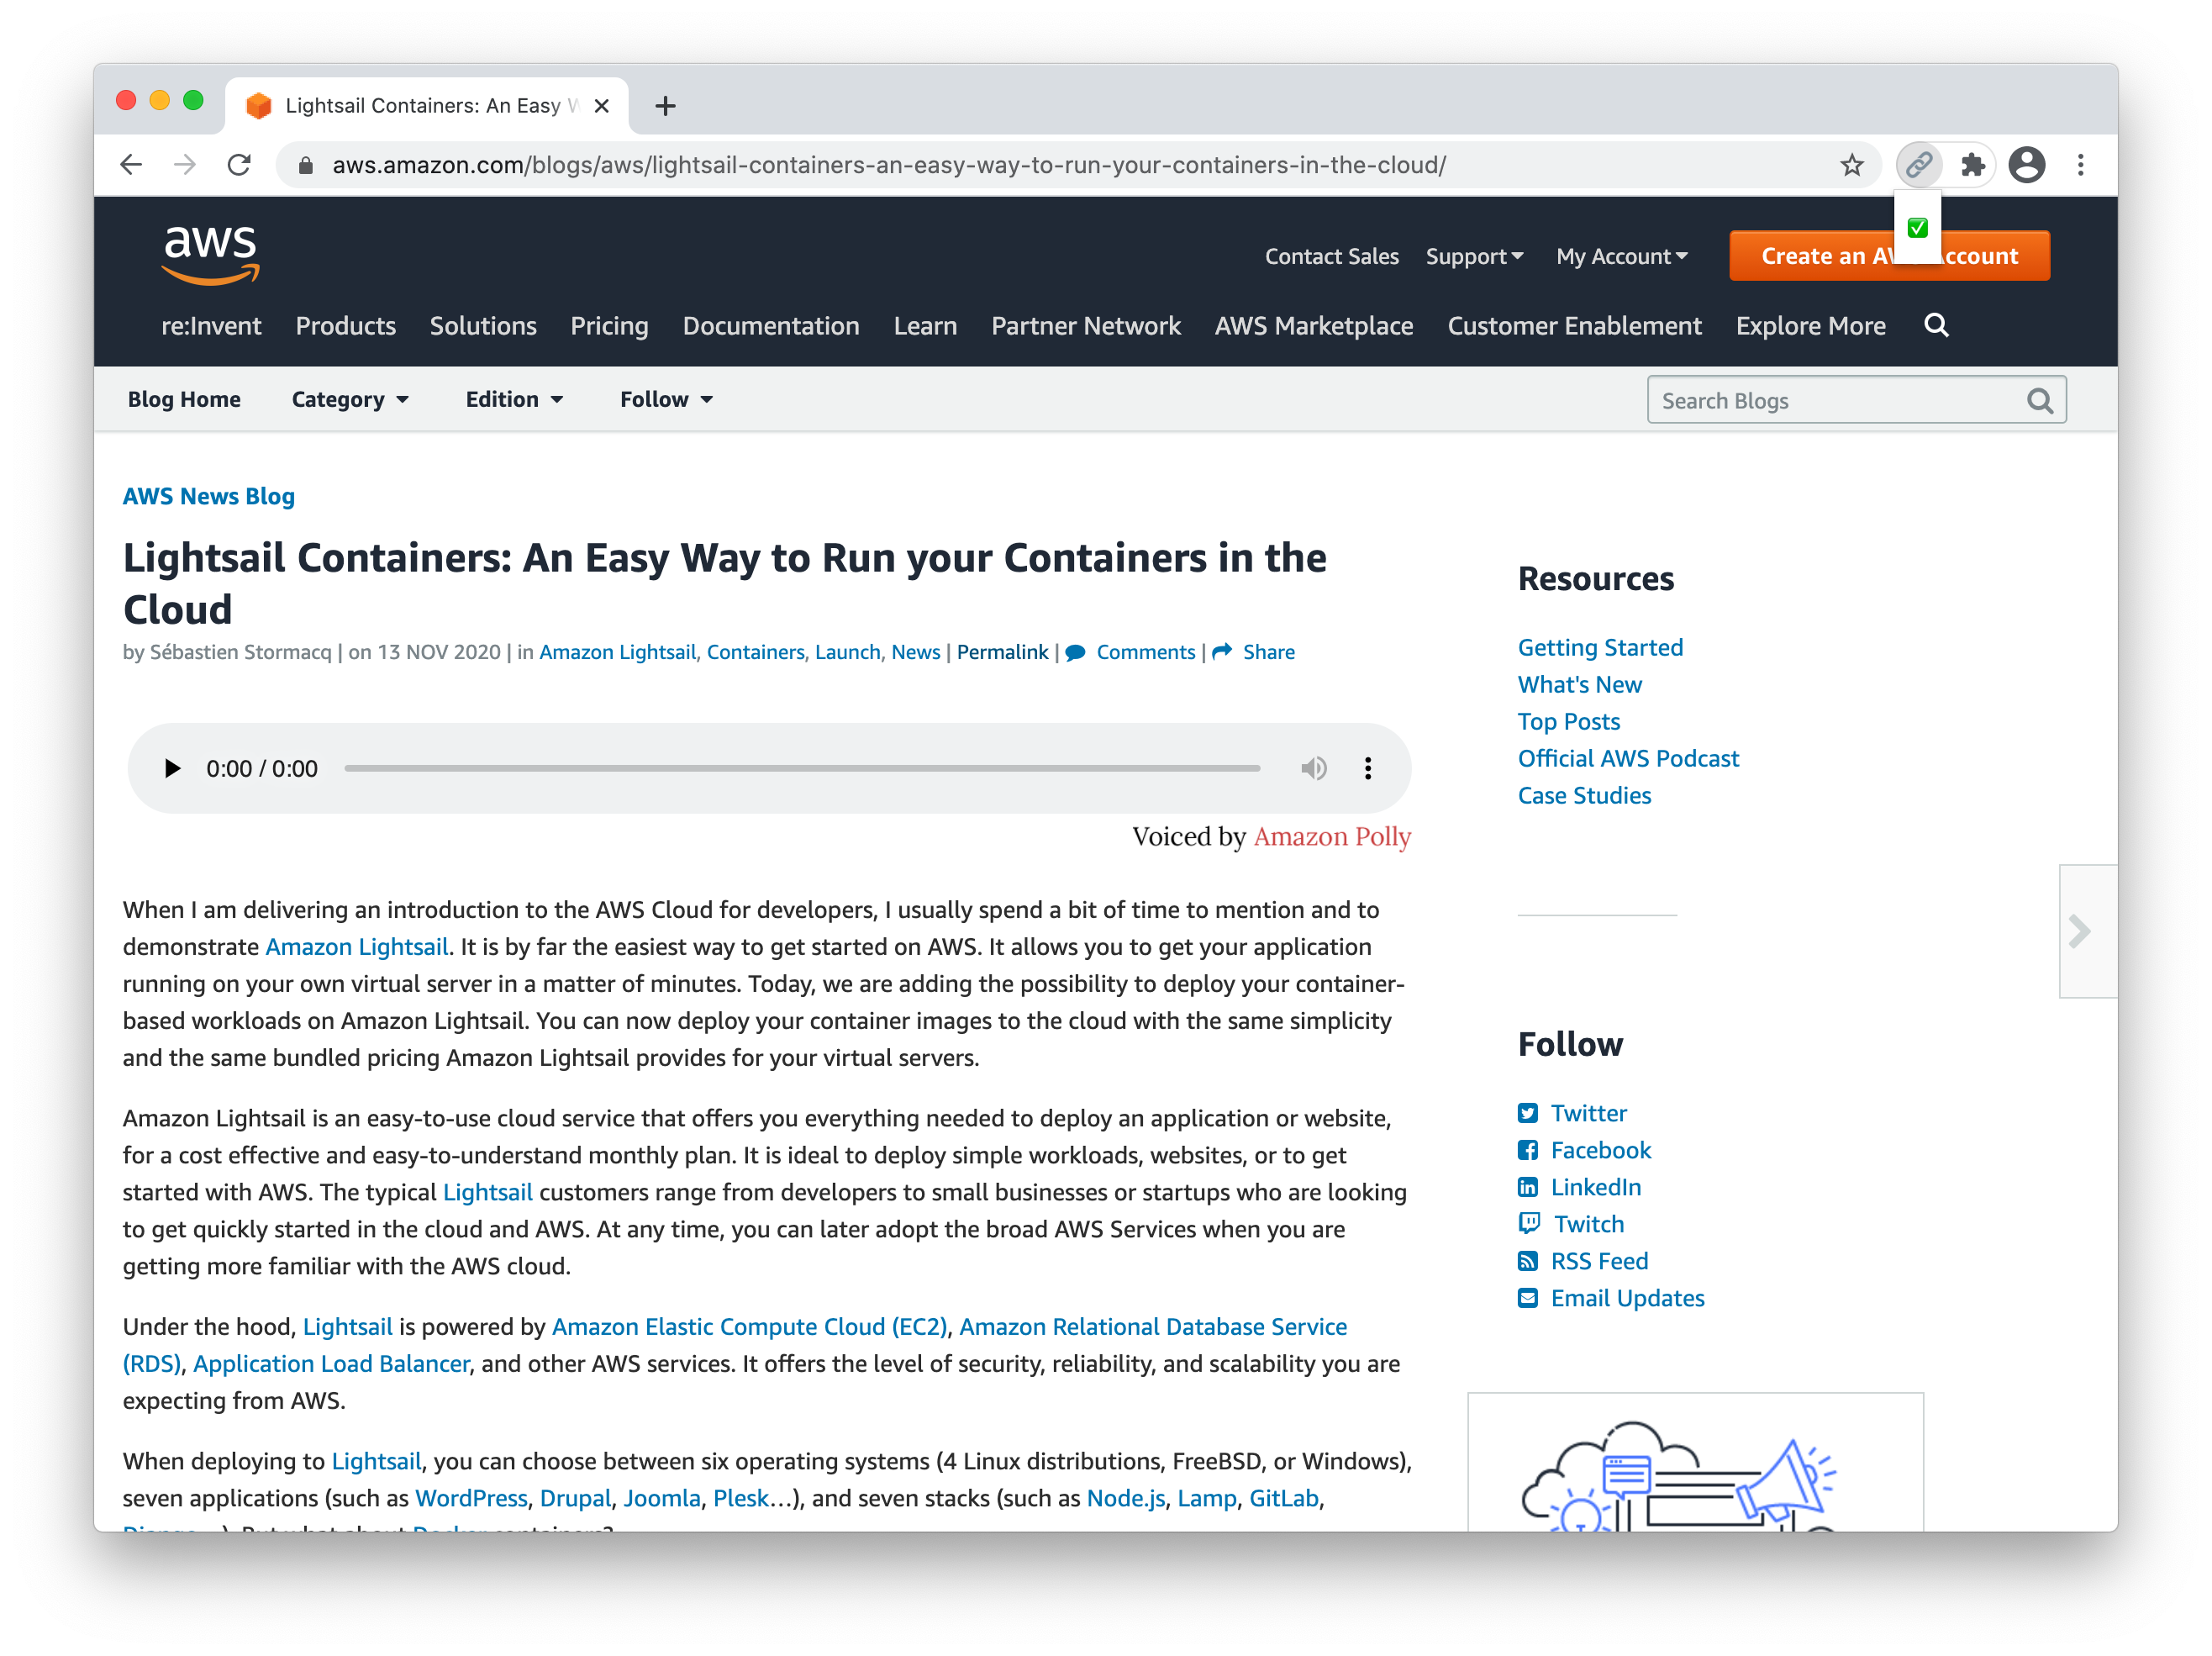 Lightsail Containers: An Easy W
aws.amazon.com/blogs/aws/lightsail-containers-an-easy-way-to-run-your-containers-in-the-cloud/
aws
Contact Sales Support My Account Create an AW Account
re:Invent Products Solutions Pricing Documentation Learn Partner Network AWS Marketplace Customer Enablement Explore More
Blog Home Category Edition Follow Search Blogs
AWS News Blog
Lightsail Containers: An Easy Way to Run your Containers in the
Cloud
by Sébastien Stormacq | on 13 NOV 2020 | in Amazon Lightsail, Containers, Launch, News | Permalink | Comments | Share
0:00 / 0:00
Voiced by Amazon Polly
When I am delivering an introduction to the AWS Cloud for developers, I usually spend a bit of time to mention and to
demonstrate Amazon Lightsail. It is by far the easiest way to get started on AWS. It allows you to get your application
running on your own virtual server in a matter of minutes. Today, we are adding the possibility to deploy your container-
based workloads on Amazon Lightsail. You can now deploy your container images to the cloud with the same simplicity
and the same bundled pricing Amazon Lightsail provides for your virtual servers.
Amazon Lightsail is an easy-to-use cloud service that offers you everything needed to deploy an application or website,
for a cost effective and easy-to-understand monthly plan. It is ideal to deploy simple workloads, websites, or to get
started with AWS. The typical Lightsail customers range from developers to small businesses or startups who are looking
to get quickly started in the cloud and AWS. At any time, you can later adopt the broad AWS Services when you are
getting more familiar with the AWS cloud.
Under the hood, Lightsail is powered by Amazon Elastic Compute Cloud (EC2), Amazon Relational Database Service
(RDS), Application Load Balancer, and other AWS services. It offers the level of security, reliability, and scalability you are
expecting from AWS.
When deploying to Lightsail, you can choose between six operating systems (4 Linux distributions, FreeBSD, or Windows),
seven applications (such as WordPress, Drupal, Joomla, Plesk…), and seven stacks (such as Node.js, Lamp, GitLab,
Django…). But what about Docker containers?
Resources
Getting Started
What's New
Top Posts
Official AWS Podcast
Case Studies
Follow
Twitter
Facebook
LinkedIn
Twitch
RSS Feed
Email Updates